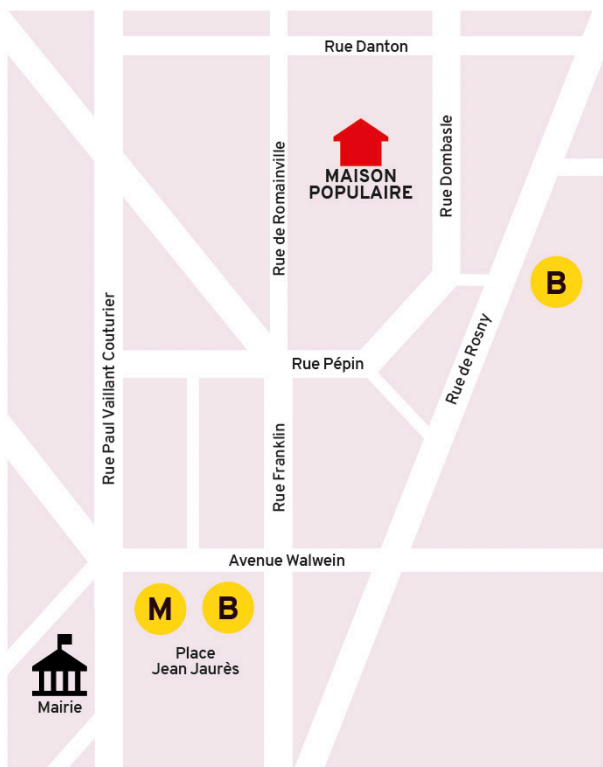 Rue Danton
MAISON
POPULAIRE
Rue de Romainville
Rue Dombasle
B
Rue Paul Vaillant Couturier
Rue Pépin
Rue de Rosny
Rue Franklin
Avenue Walwein
M
B
Place
Jean Jaurès
Mairie